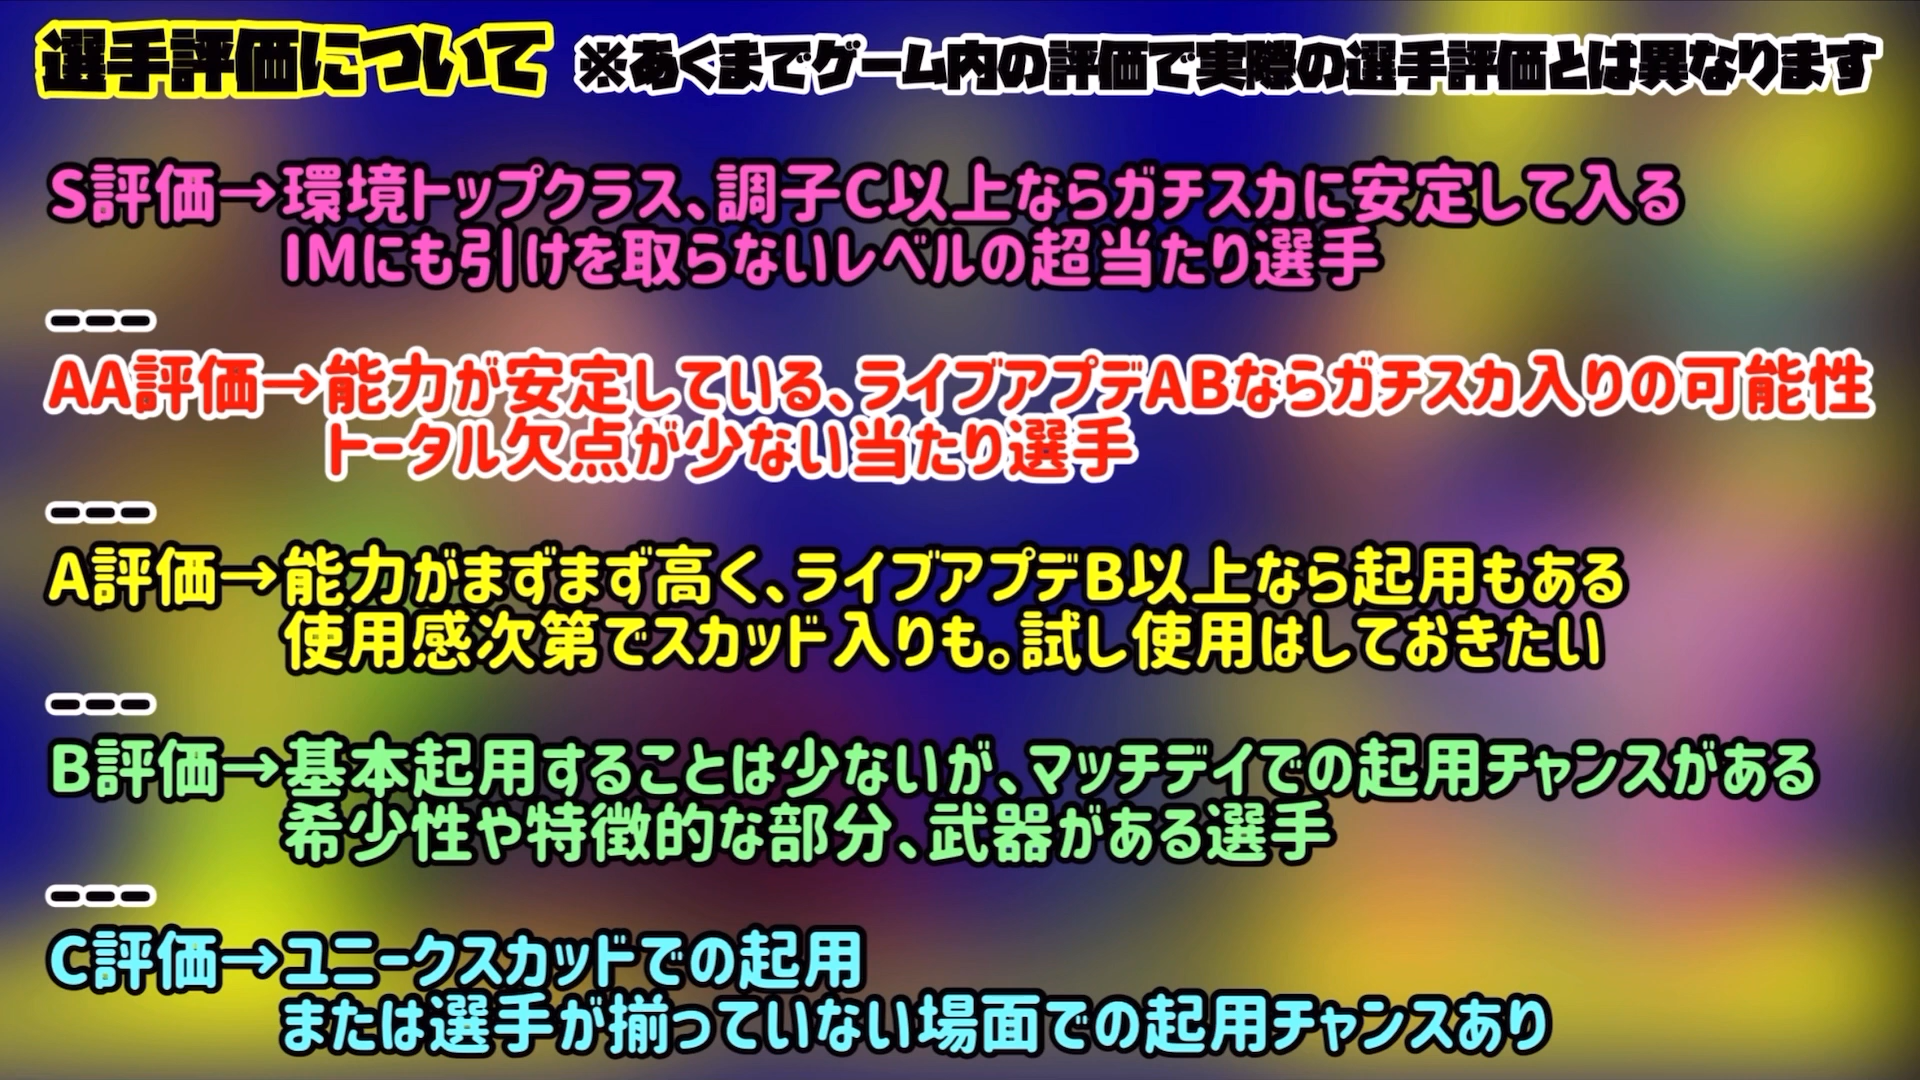 選手評価について ※あくまでゲーム内の評価で実際の選手評価とは異なります
S評価→環境トップクラス、調子C以上ならガチスカに安定して入る
IMにも引けを取らないレベルの超当たり選手
---
AA評価→能力が安定している、ライブアプデABならガチスカ入りの可能性
トータル欠点が少ない当たり選手
---
A評価→能力がまずまず高く、ライブアプデB以上なら起用もある
使用感次第でスカッド入りも。試し使用はしておきたい
---
B評価→基本起用することは少ないが、マッチデイでの起用チャンスがある
希少性や特徴的な部分、武器がある選手
---
C評価→ユニークスカッドでの起用
または選手が揃っていない場面での起用チャンスあり